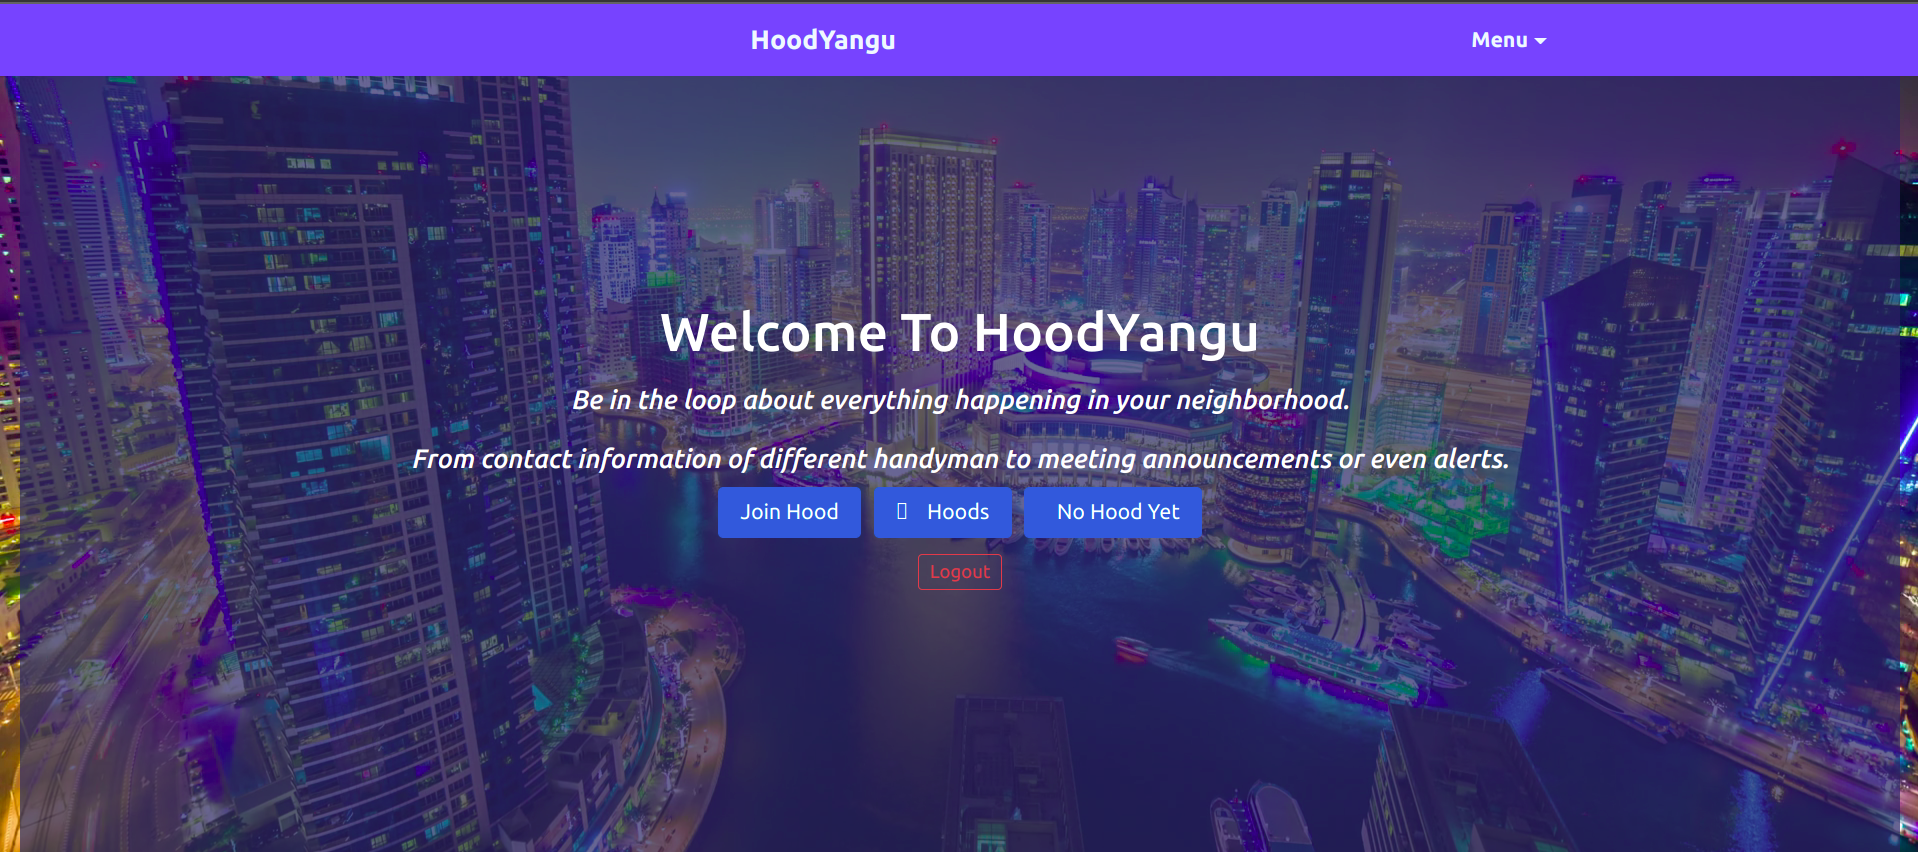 HoodYangu
Menu
Welcome To HoodYangu
Be in the loop about everything happening in your neighborhood.
From contact information of different handyman to meeting announcements or even alerts.
Join Hood
Hoods
No Hood Yet
Logout